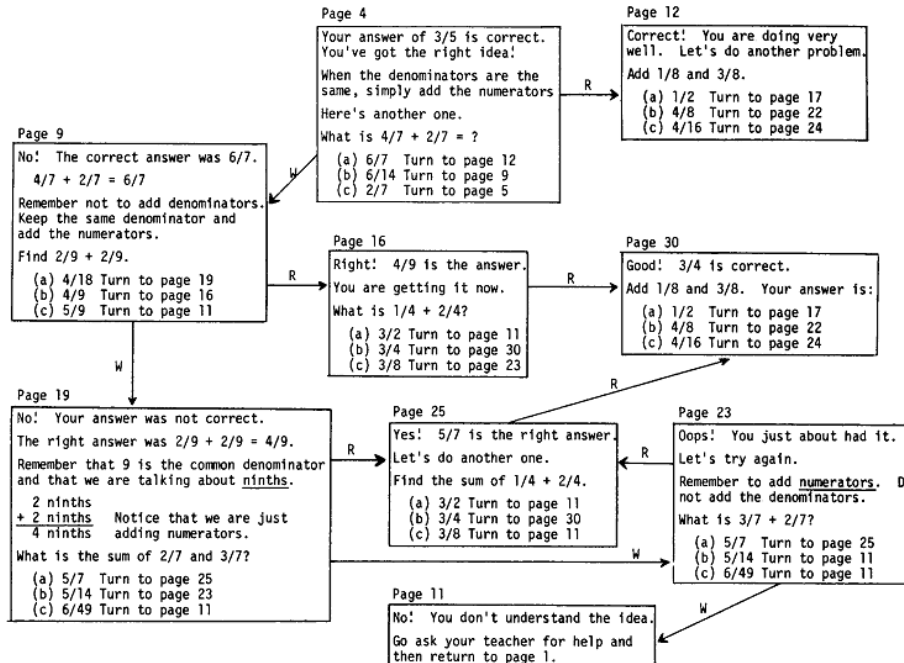 Page 4
Your answer of 3/5 is correct.
You've got the right idea!
When the denominators are the
same, simply add the numerators
Here's another one.
What is 4/7 + 2/7 = ?
(a) 6/7 Turn to page 12
(b) 6/14 Turn to page 9
(c) 2/7 Turn to page 5
R
W
Page 12
Correct! You are doing very
well. Let's do another problem.
Add 1/8 and 3/8.
(a) 1/2 Turn to page 17
(b) 4/8 Turn to page 22
(c) 4/16 Turn to page 24
Page 9
No! The correct answer was 6/7.
4/7 + 2/7 = 6/7
Remember not to add denominators.
Keep the same denominator and
add the numerators.
Find 2/9 + 2/9.
(a) 4/18 Turn to page 19
(b) 4/9 Turn to page 16
(c) 5/9 Turn to page 11
R
W
Page 16
Right! 4/9 is the answer.
You are getting it now.
What is 1/4 + 2/4?
(a) 3/2 Turn to page 11
(b) 3/4 Turn to page 30
(c) 3/8 Turn to page 23
R
Page 30
Good! 3/4 is correct.
Add 1/8 and 3/8. Your answer is:
(a) 1/2 Turn to page 17
(b) 4/8 Turn to page 22
(c) 4/16 Turn to page 24
Page 19
No! Your answer was not correct.
The right answer was 2/9 + 2/9 = 4/9.
Remember that 9 is the common denominator
and that we are talking about ninths.
2 ninths
+ 2 ninths Notice that we are just
4 ninths adding numerators.
What is the sum of 2/7 and 3/7?
(a) 5/7 Turn to page 25
(b) 5/14 Turn to page 23
(c) 6/49 Turn to page 11
R
W
Page 25
Yes! 5/7 is the right answer.
Let's do another one.
Find the sum of 1/4 + 2/4.
(a) 3/2 Turn to page 11
(b) 3/4 Turn to page 30
(c) 3/8 Turn to page 11
R
Page 23
Oops! You just about had it.
Let's try again.
Remember to add numerators. D
not add the denominators.
What is 3/7 + 2/7?
(a) 5/7 Turn to page 25
(b) 5/14 Turn to page 11
(c) 6/49 Turn to page 11
R
W
Page 11
No! You don't understand the idea.
Go ask your teacher for help and
then return to page 1.